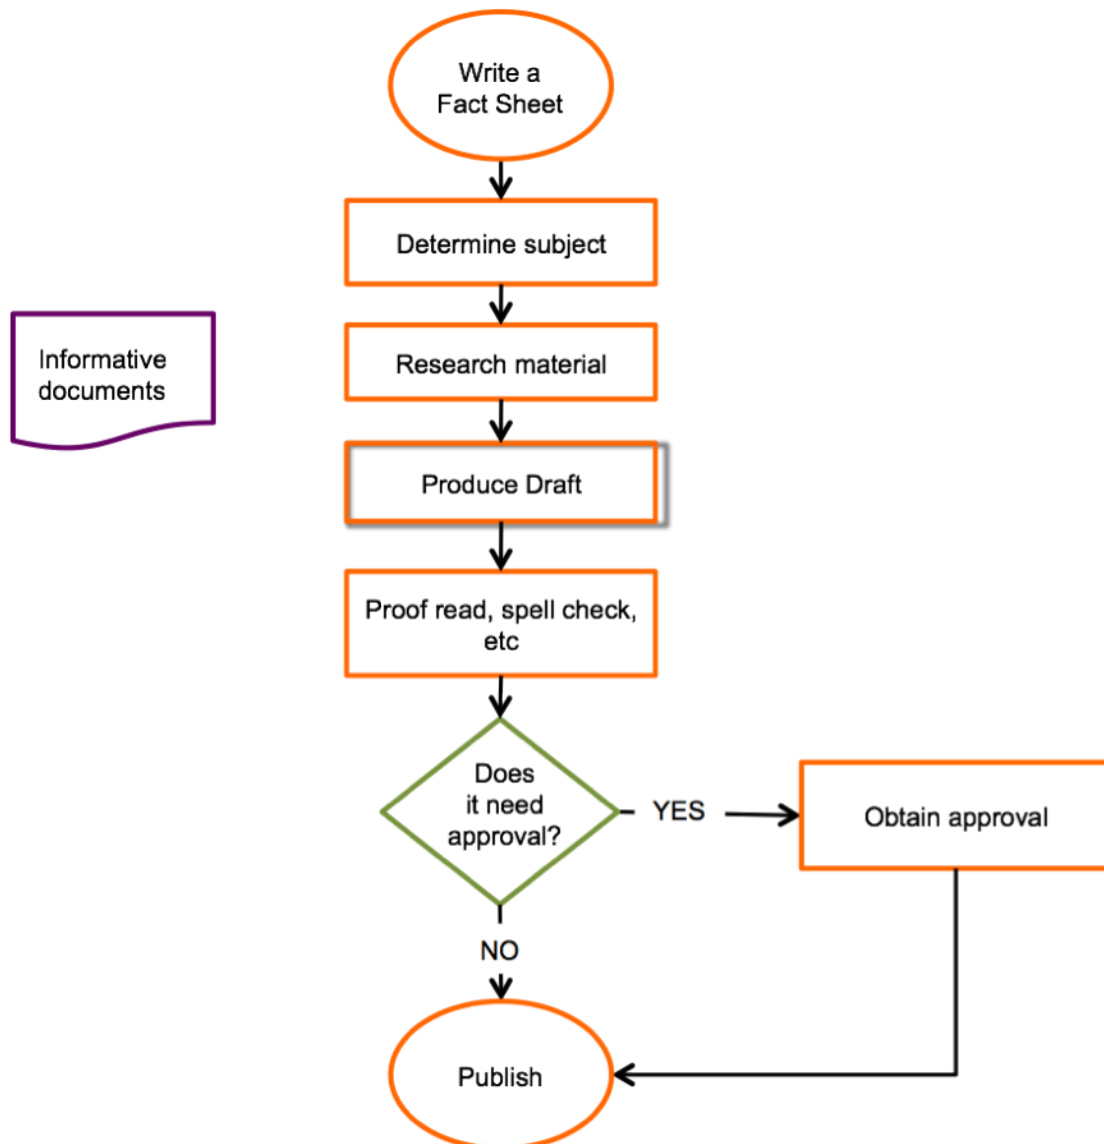 Write a
Fact Sheet
Determine subject
Informative
documents
Research material
Produce Draft
Proof read, spell check,
etc
Does
it need
approval?
YES
Obtain approval
NO
Publish